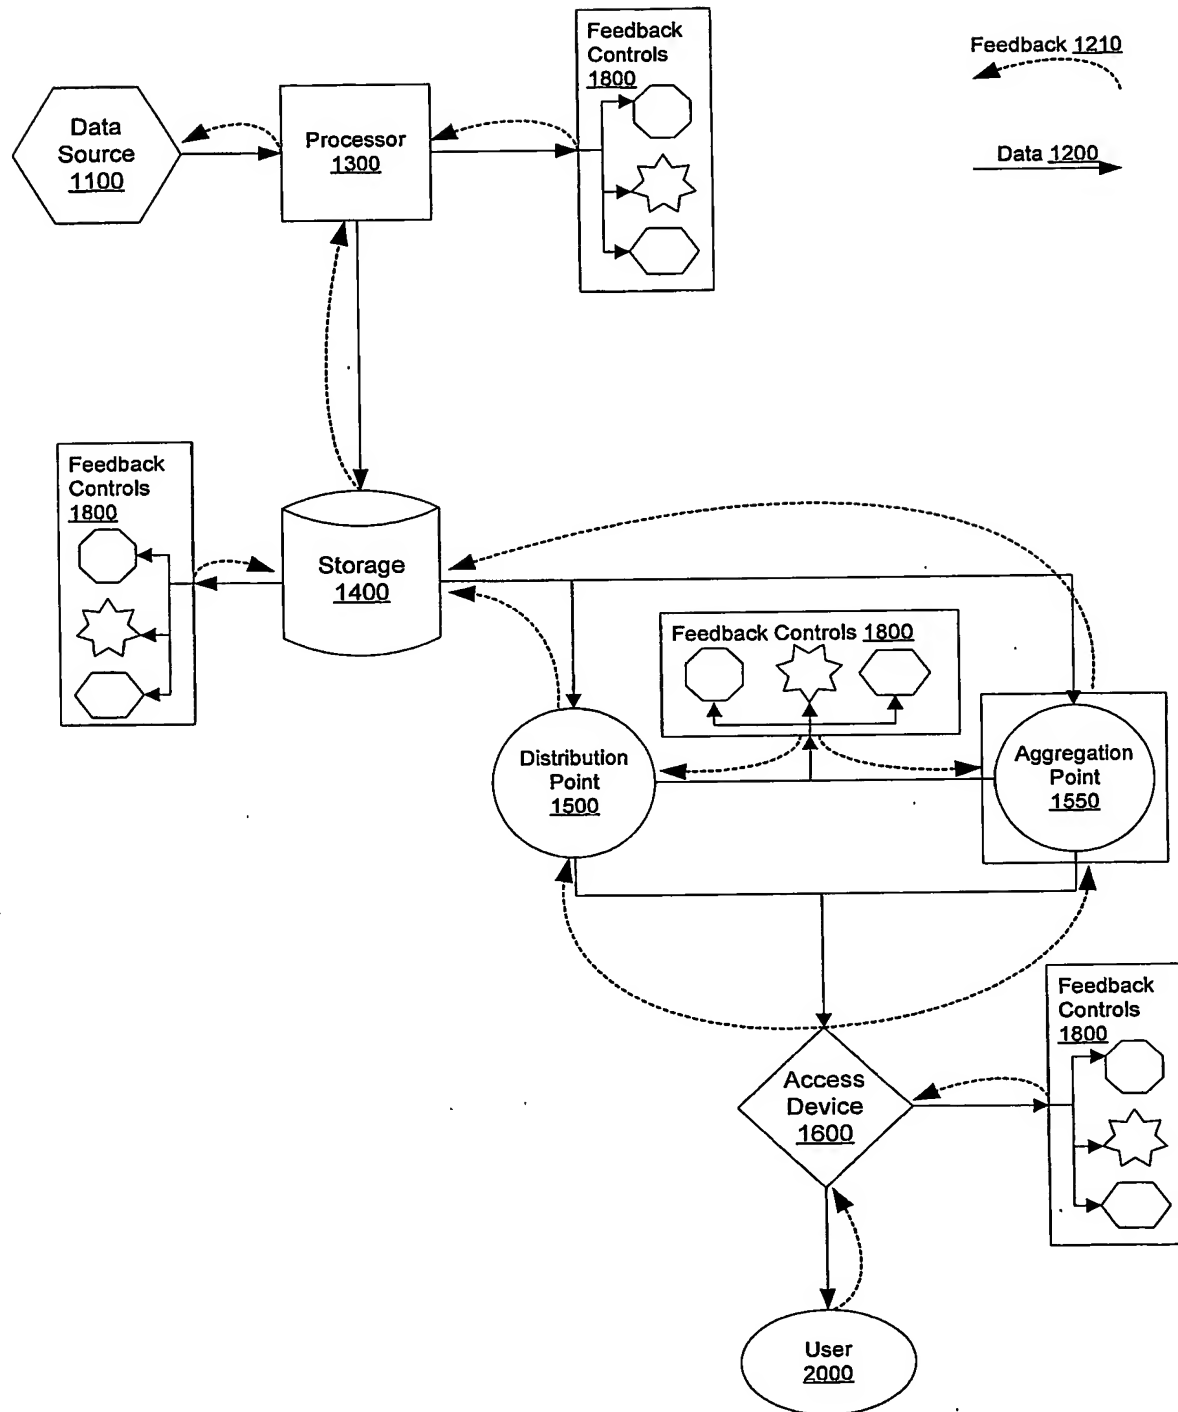 Feedback
Controls
1800
Feedback 1210
Data
Source
1100
Processor
1300
Data 1200
Feedback
Controls
1800
Storage
1400
Feedback Controls 1800
Distribution
Point
1500
Aggregation
Point
1550
Feedback
Controls
1800
Access
Device
1600
User
2000